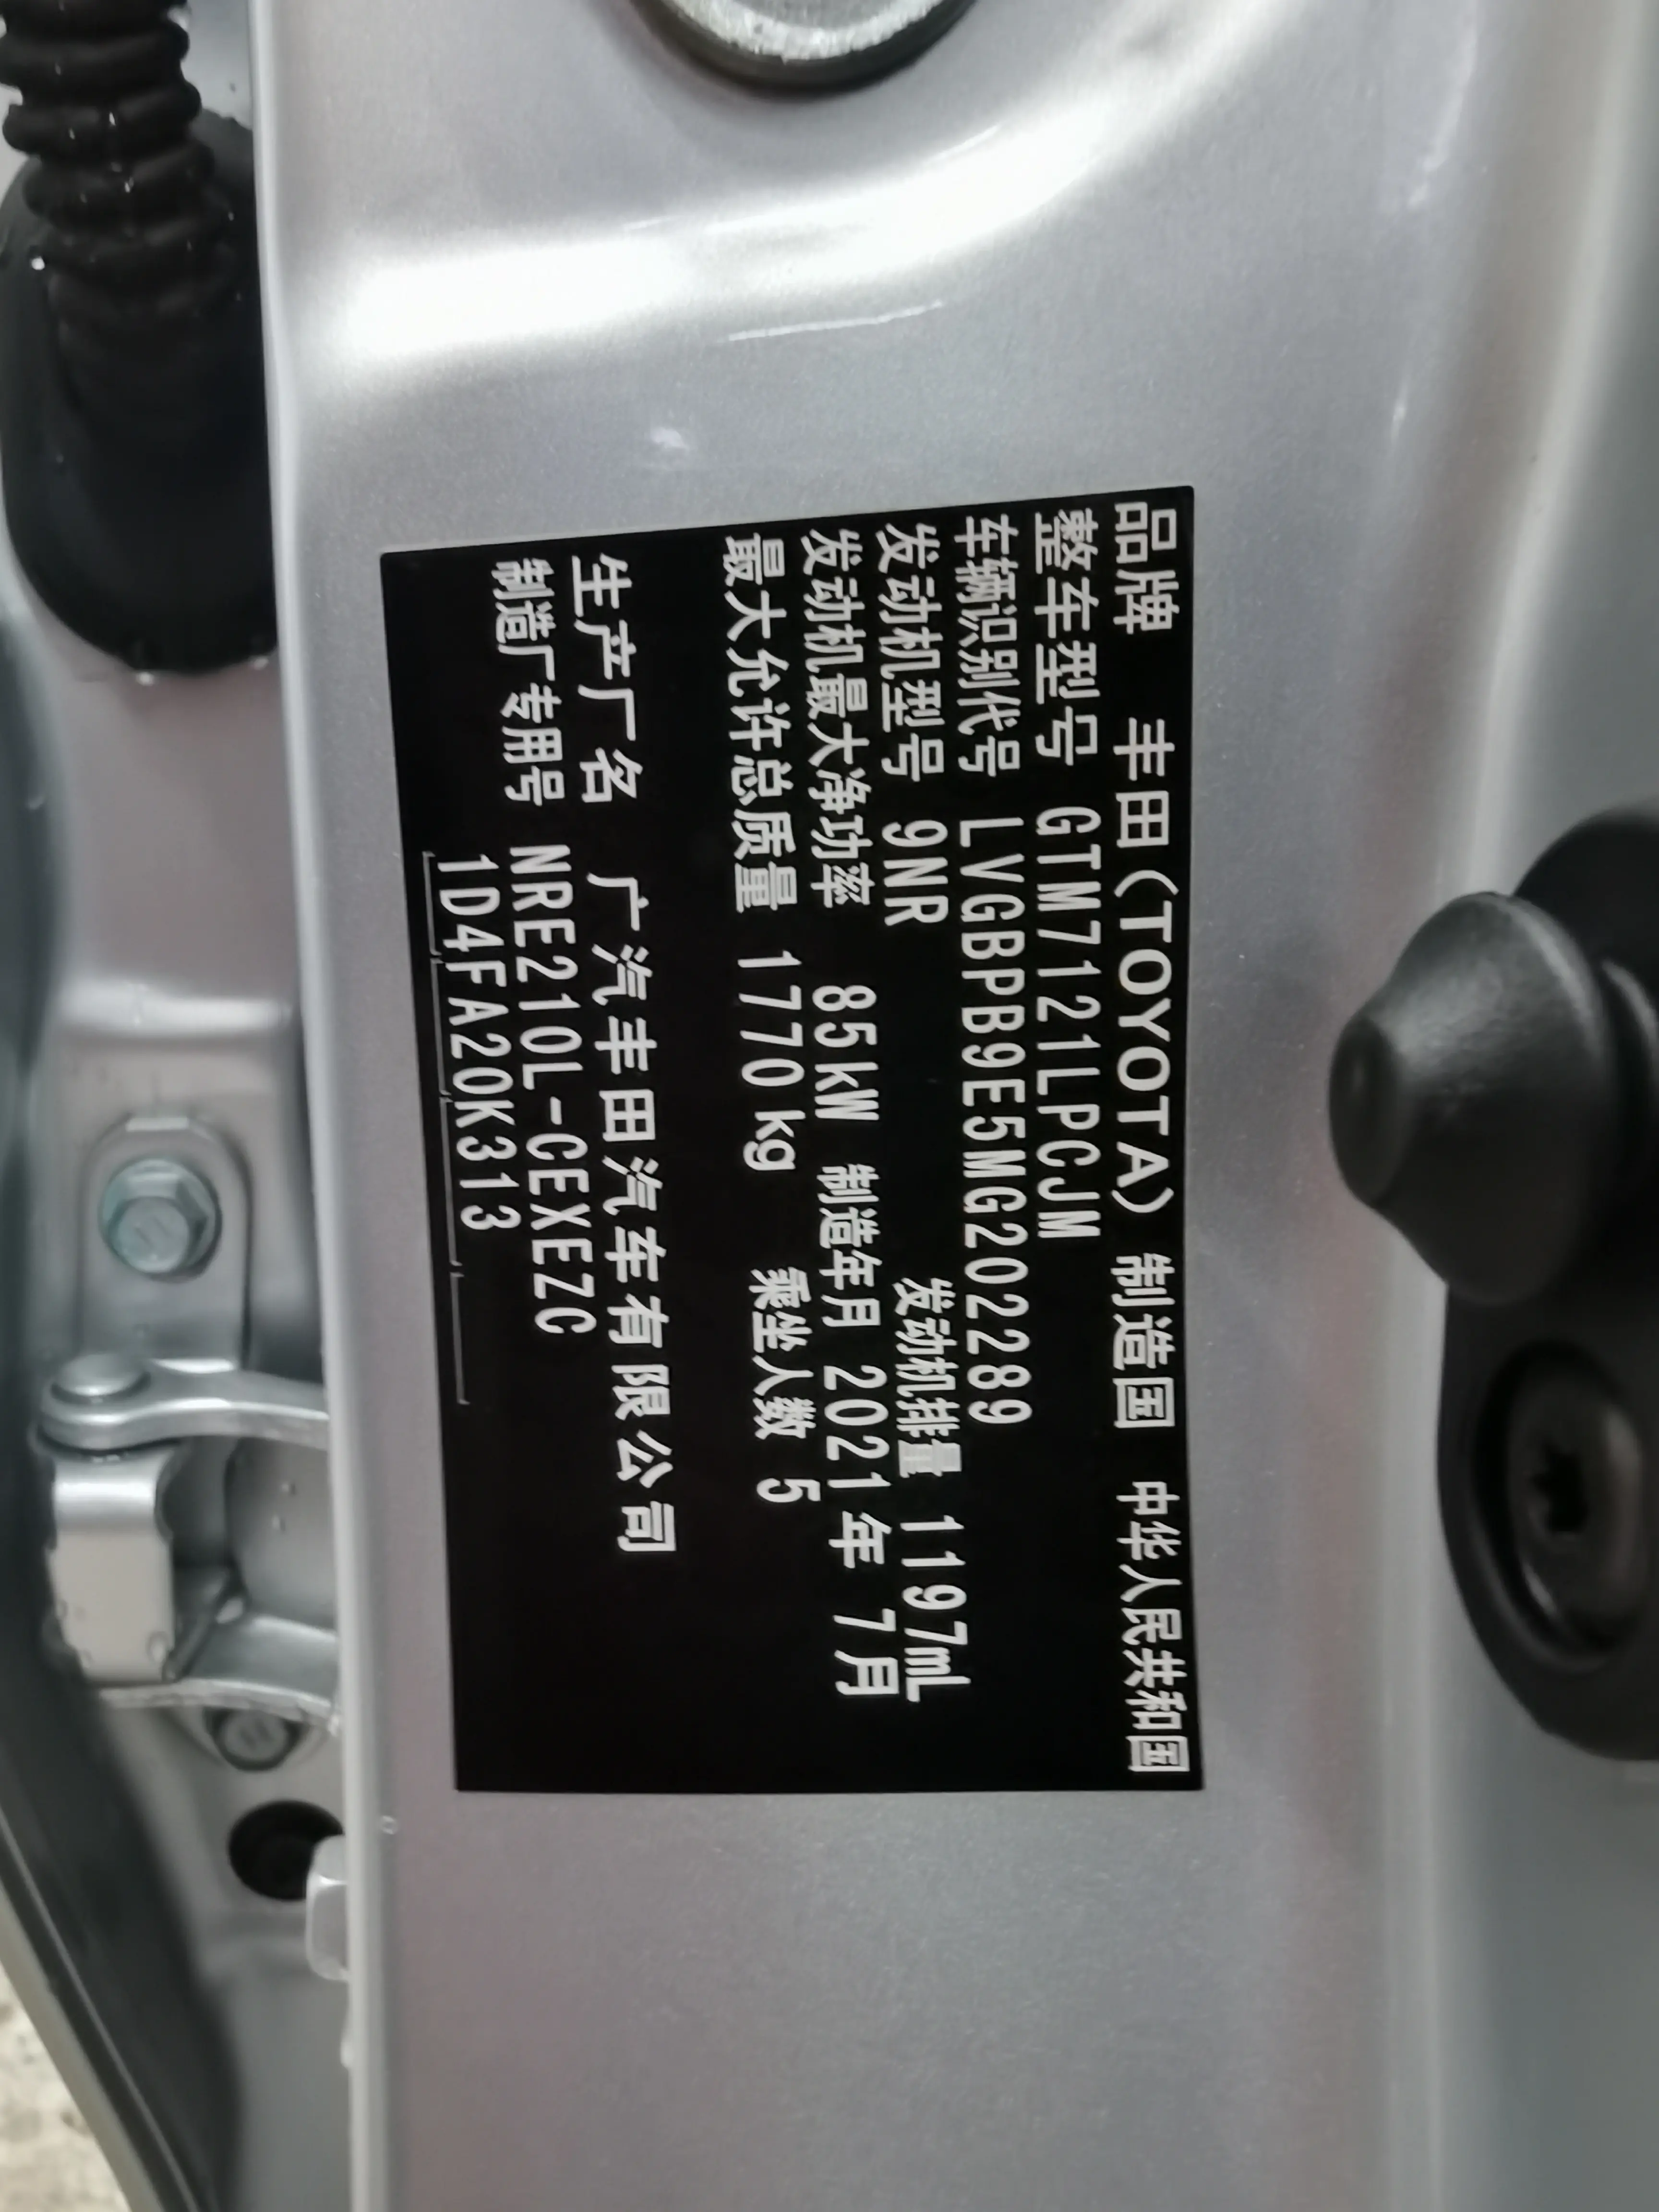 品牌 丰田(TOYOTA) 制造国 中华人民共和国
整车型号 GTM7121LPCJM
车辆识别代号 LVGBPB9E5MG202289
发动机型号 9NR 发动机排量 1197mL
发动机最大净功率 85kW 制造年月 2021年 7月
最大允许总质量 1770kg 乘坐人数 5
生产厂名 广汽丰田汽车有限公司
制造厂专用号 NRE210L-CEXEZC
1D4FA20K313